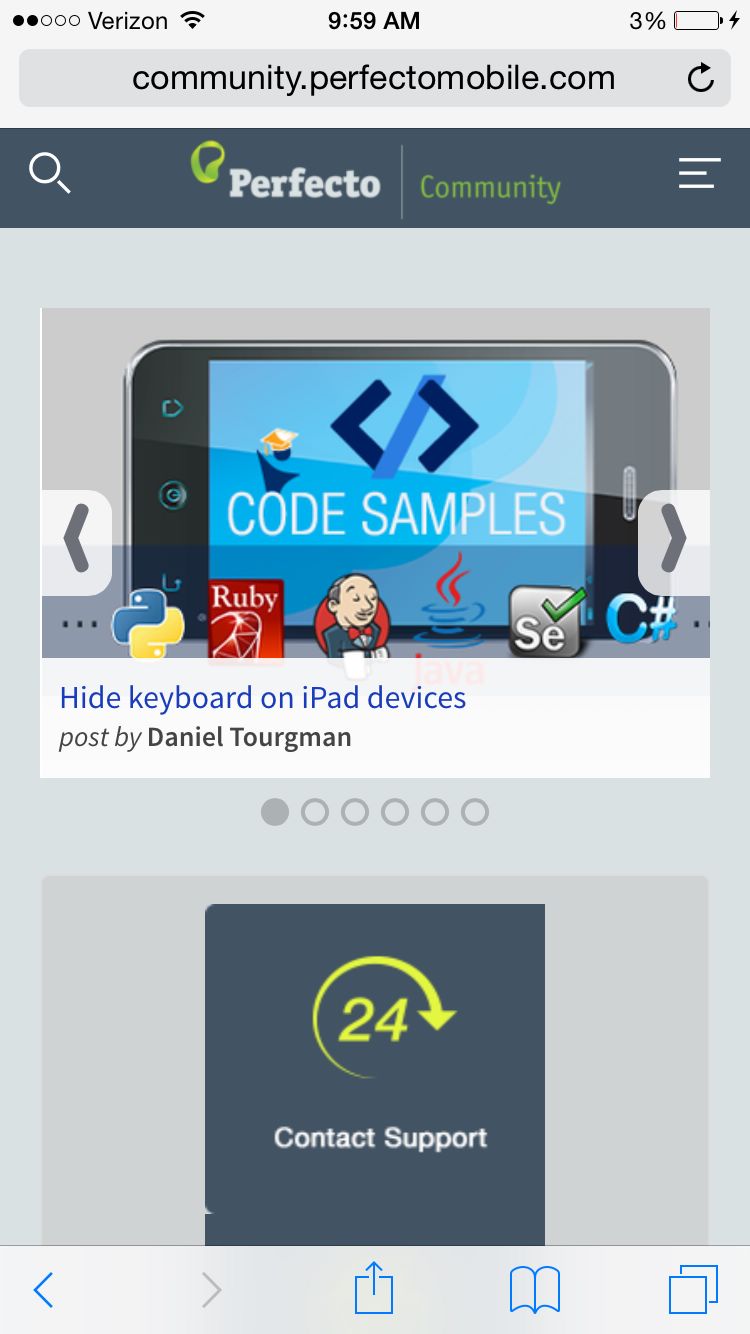 Verizon 9:59 AM 3%
community.perfectomobile.com
Perfecto Community
CODE SAMPLES
Ruby
Se
C#
java
Hide keyboard on iPad devices
post by Daniel Tourgman
24
Contact Support